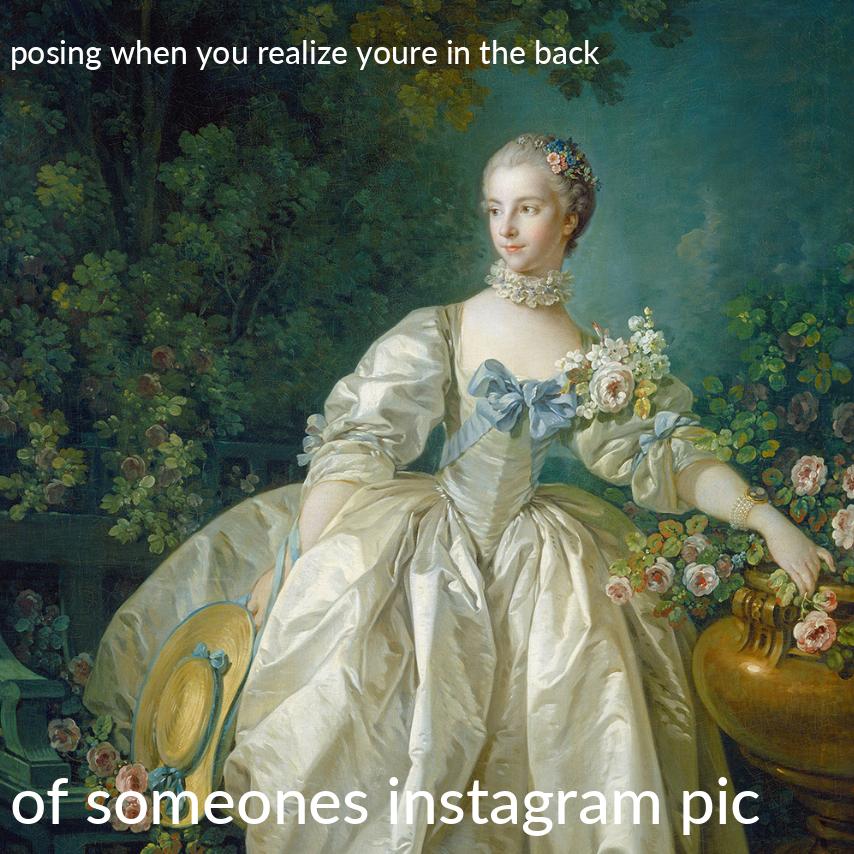 posing when you realize youre in the back
of someones instagram pic